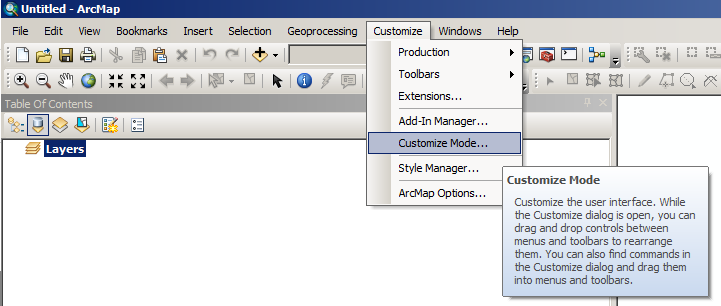 Untitled - ArcMap
File Edit View Bookmarks Insert Selection Geoprocessing Customize Windows Help
Production
Toolbars
Extensions...
Table Of Contents
Add-In Manager...
Customize Mode...
Layers
Style Manager...
ArcMap Options...
Customize Mode
Customize the user interface. While
the Customize dialog is open, you can
drag and drop controls between
menus and toolbars to rearrange
them. You can also find commands in
the Customize dialog and drag them
into menus and toolbars.